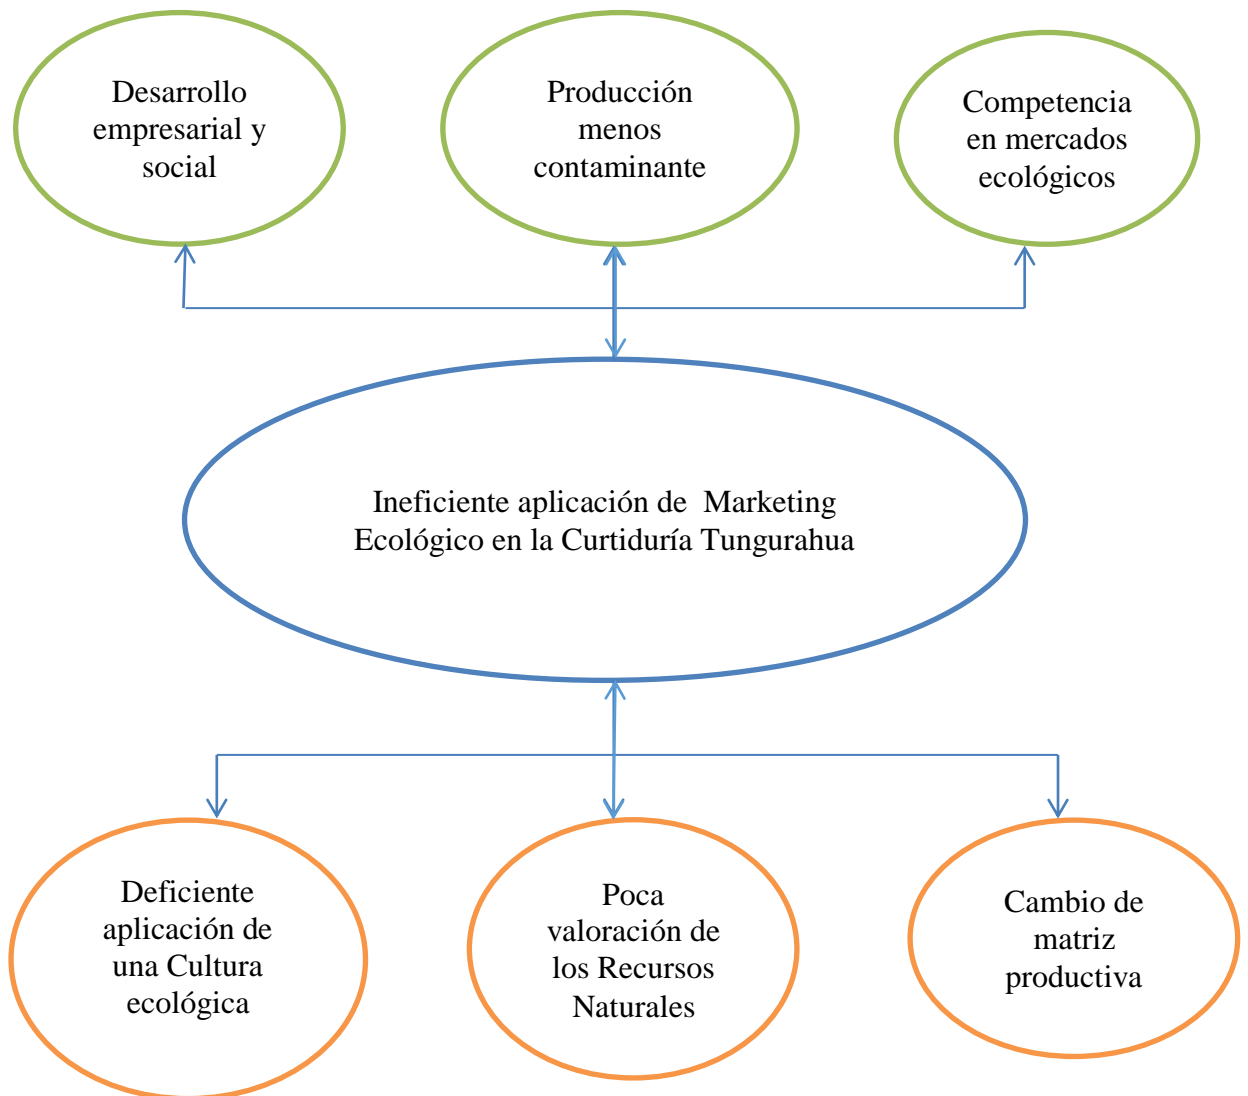 Desarrollo
empresarial y
social
Producción
menos
contaminante
Competencia
en mercados
ecológicos
Ineficiente aplicación de  Marketing
Ecológico en la Curtiduría Tungurahua
Deficiente
aplicación de
una Cultura
ecológica
Poca
valoración de
los Recursos
Naturales
Cambio de
matriz
productiva